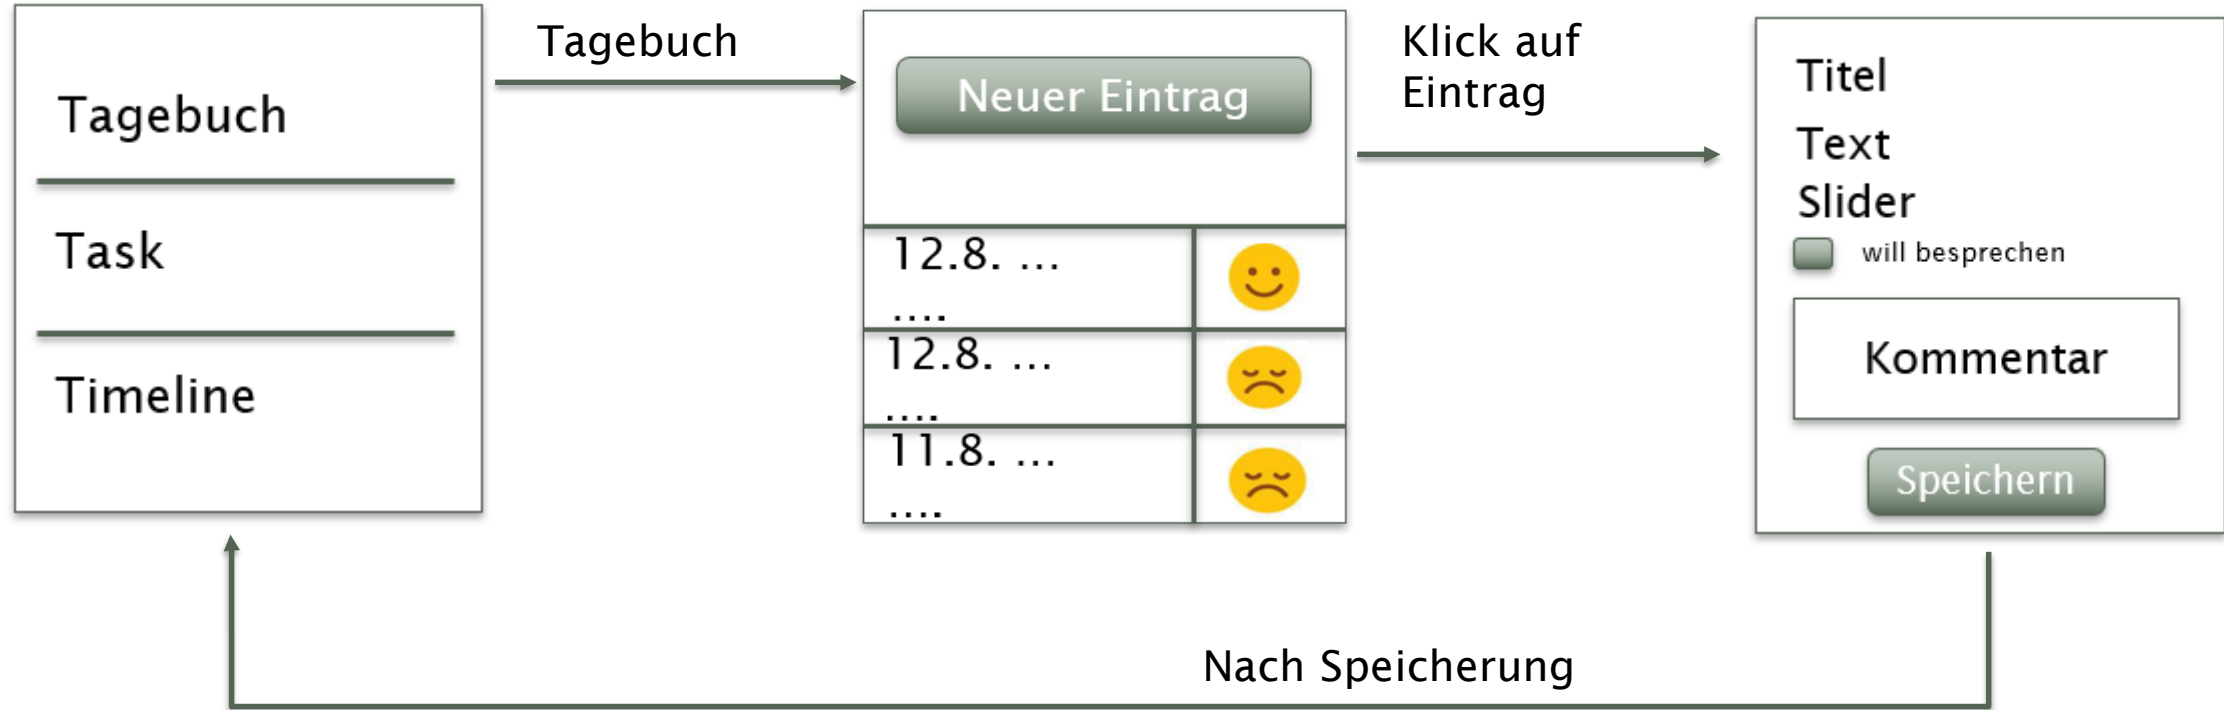 Tagebuch
Task
Timeline
Tagebuch
Neuer Eintrag
12.8. ...
....
12.8. ...
....
11.8. ...
....
Klick auf
Eintrag
Titel
Text
Slider
will besprechen
Kommentar
Speichern
Nach Speicherung